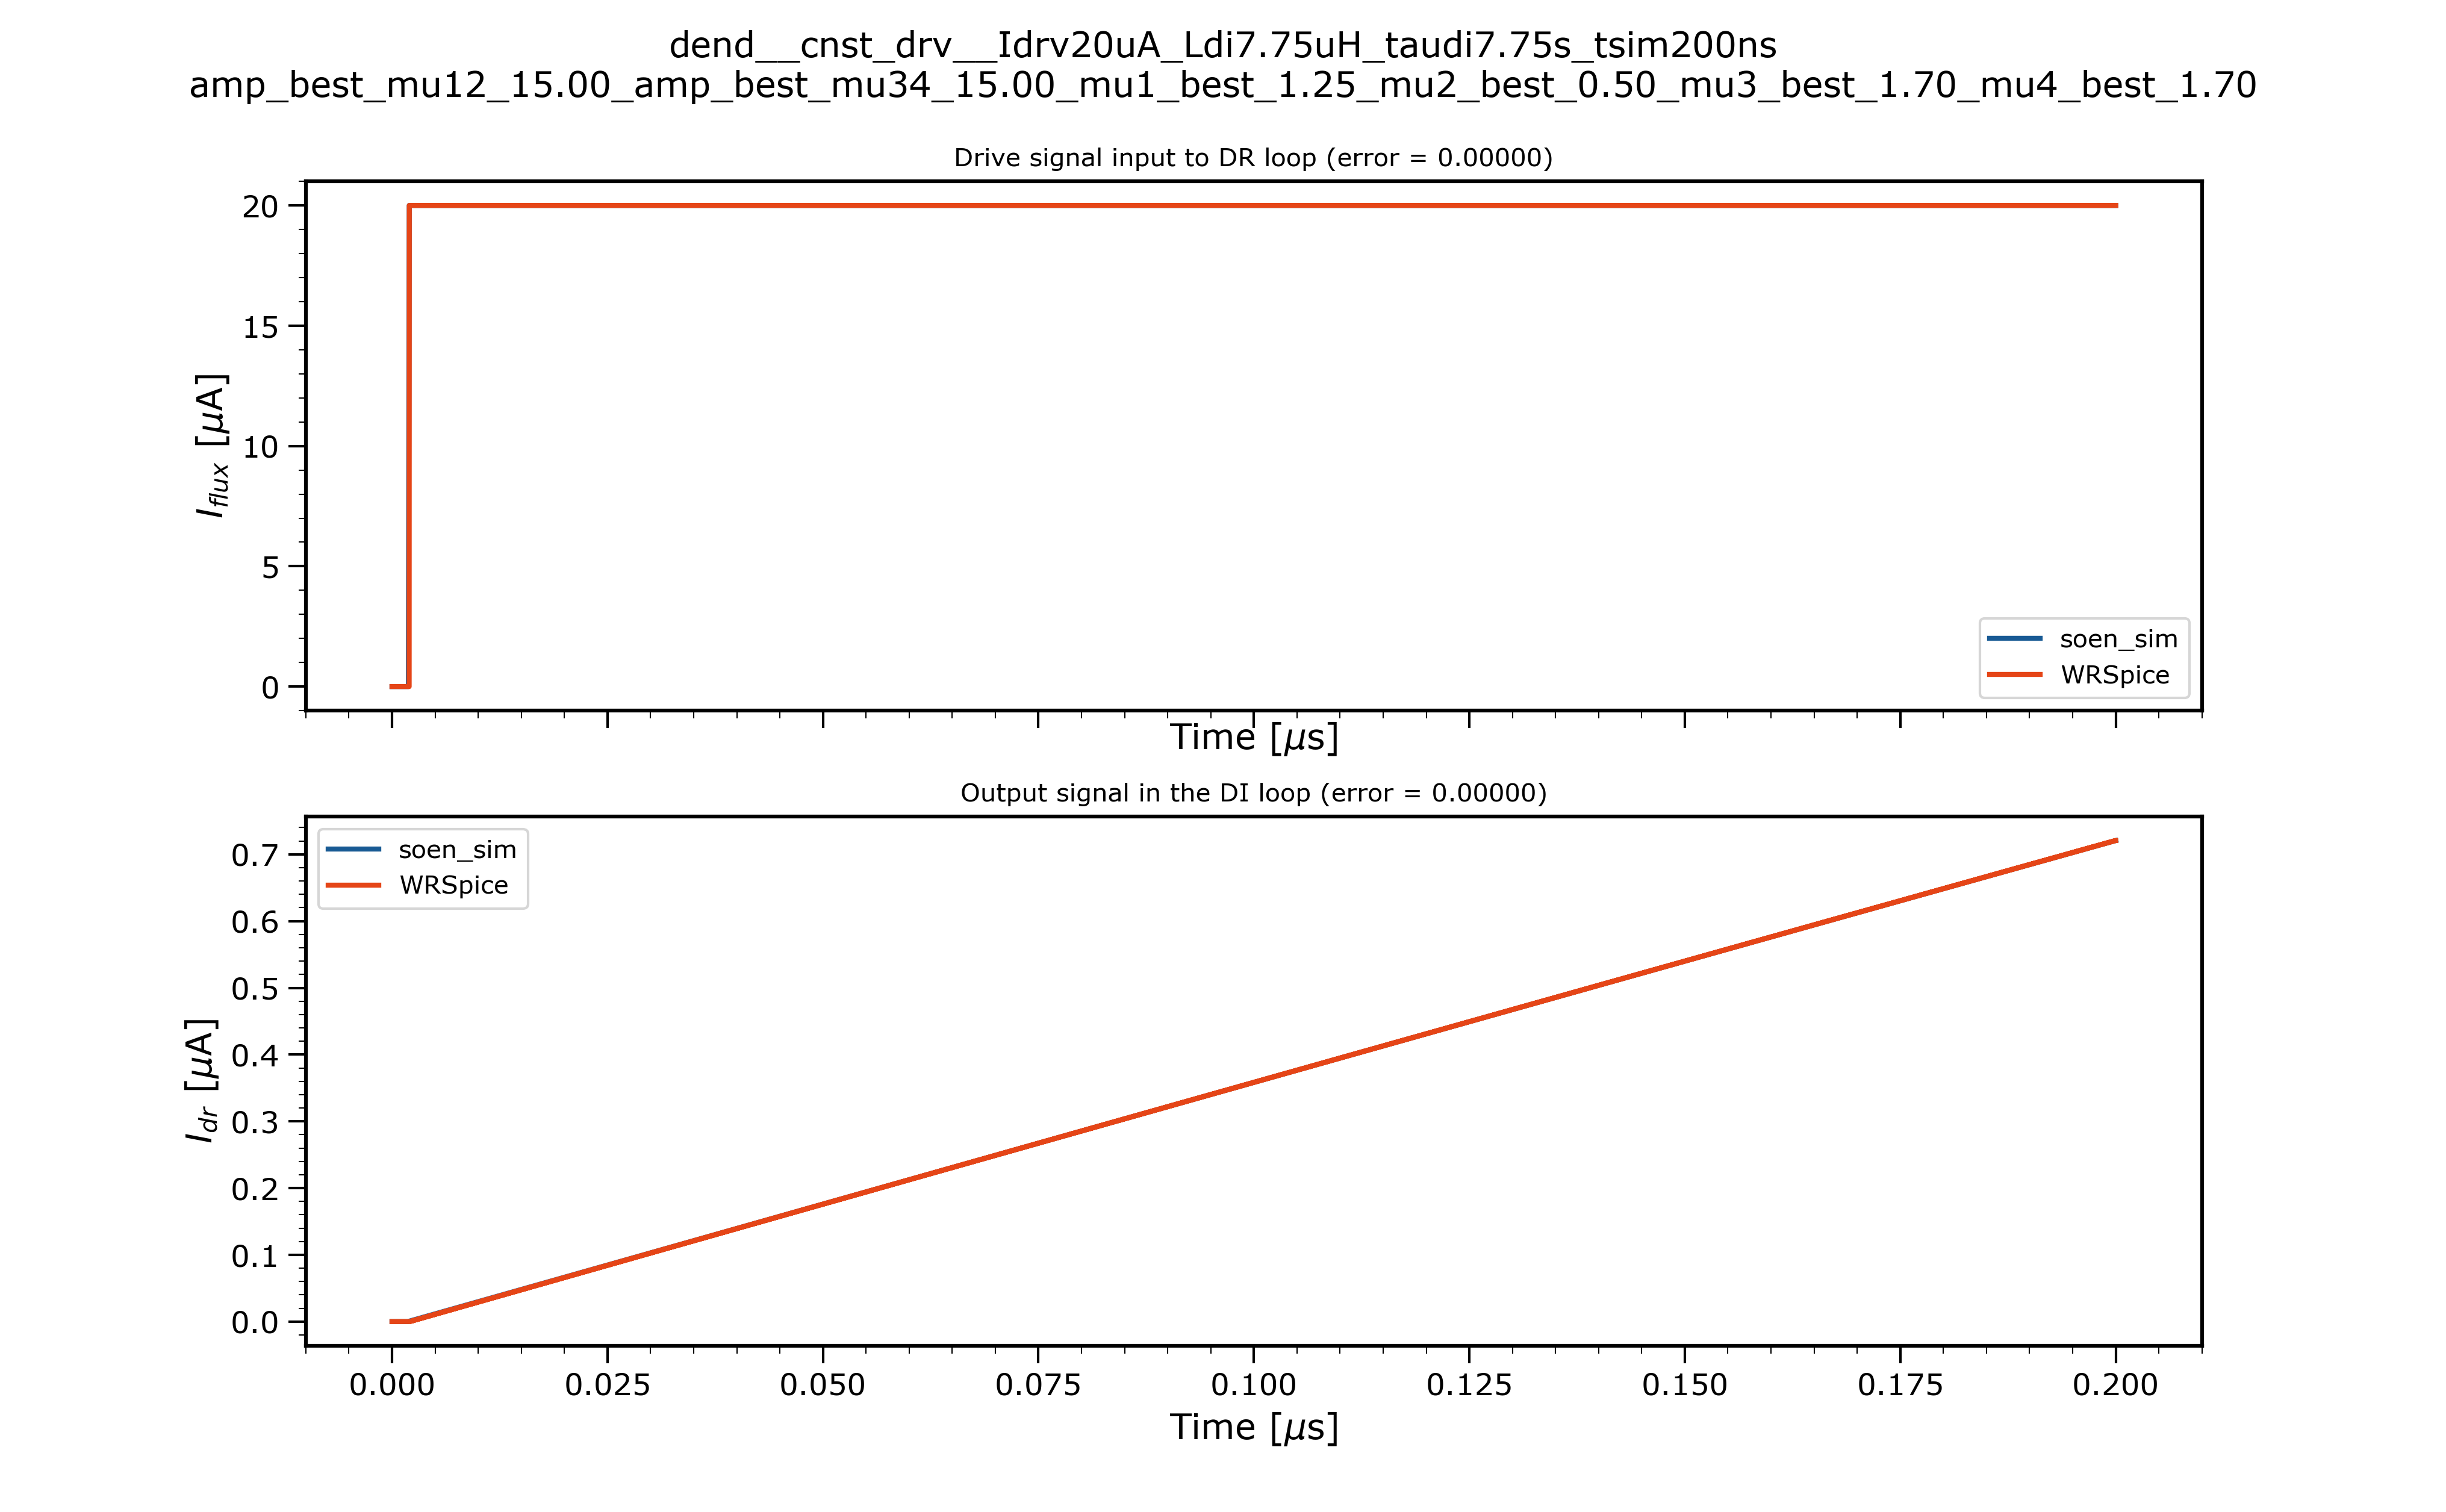 dend__cnst_drv__Idrv20uA_Ldi7.75uH_taudi7.75s_tsim200ns
amp_best_mu12_15.00_amp_best_mu34_15.00_mu1_best_1.25_mu2_best_0.50_mu3_best_1.70_mu4_best_1.70
Drive signal input to DR loop (error = 0.00000)
I_flux [μA]
20
15
10
5
0
soen_sim
WRSpice
Time [μs]
Output signal in the DI loop (error = 0.00000)
I_dr [μA]
0.7
0.6
0.5
0.4
0.3
0.2
0.1
0.0
soen_sim
WRSpice
0.000 0.025 0.050 0.075 0.100 0.125 0.150 0.175 0.200
Time [μs]